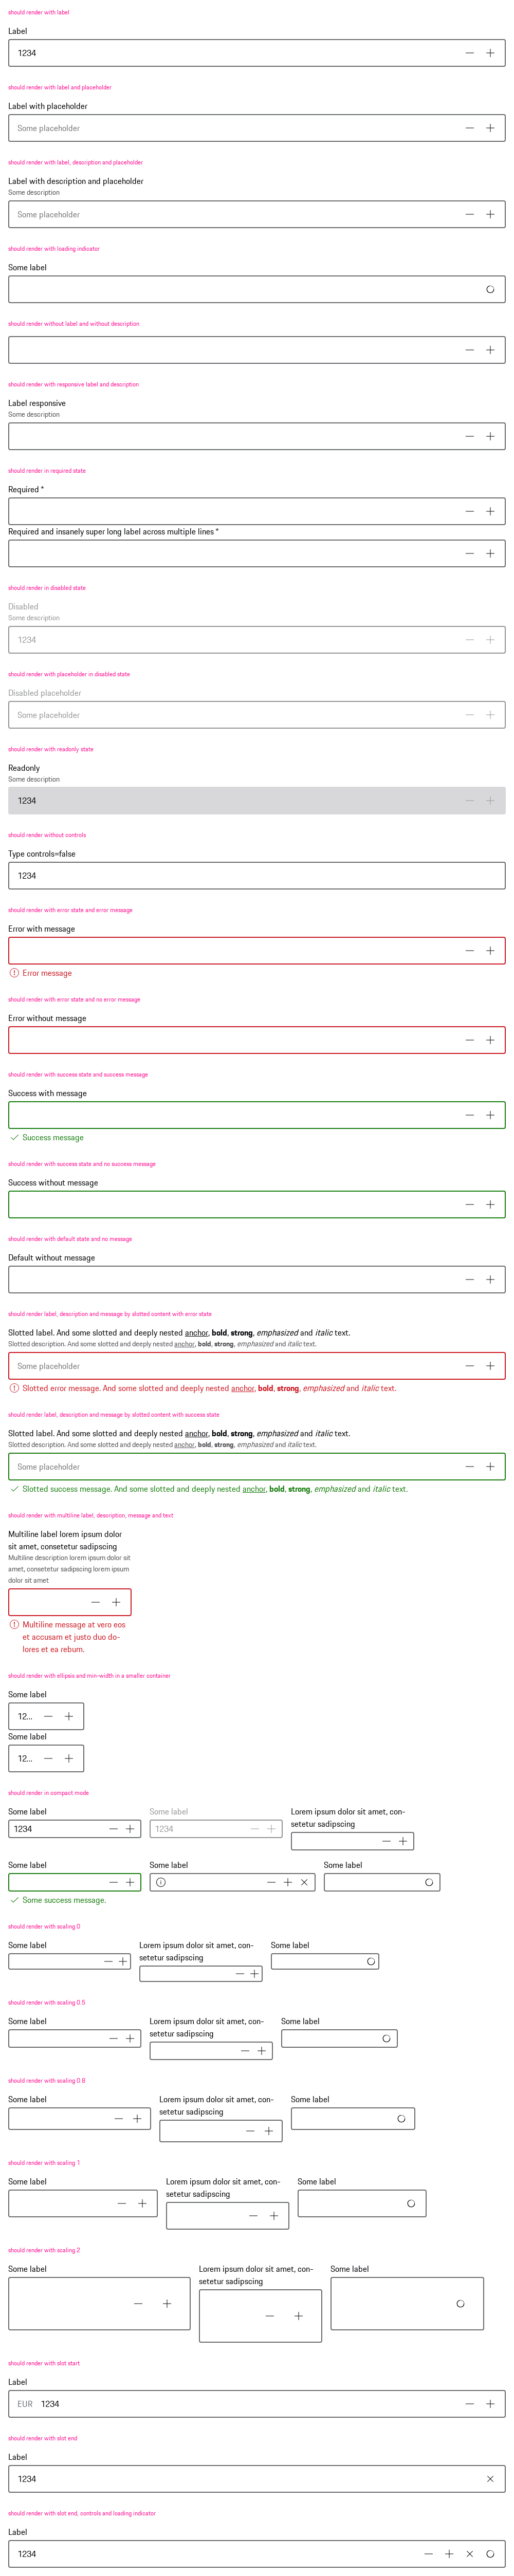 should render with label
Label
1234
should render with label and placeholder
Label with placeholder
Some placeholder
should render with label, description and placeholder
Label with description and placeholder
Some description
Some placeholder
should render with loading indicator
Some label
should render without label and without description
should render with responsive label and description
Label responsive
Some description
should render in required state
Required *
Required and insanely super long label across multiple lines *
should render in disabled state
Disabled
Some description
1234
should render with placeholder in disabled state
Disabled placeholder
Some placeholder
should render with readonly state
Readonly
Some description
1234
should render without controls
Type controls=false
1234
should render with error state and error message
Error with message
Error message
should render with error state and no error message
Error without message
should render with success state and success message
Success with message
Success message
should render with success state and no success message
Success without message
should render with default state and no message
Default without message
should render label, description and message by slotted content with error state
Slotted label. And some slotted and deeply nested anchor, bold, strong, emphasized and italic text.
Slotted description. And some slotted and deeply nested anchor, bold, strong, emphasized and italic text.
Some placeholder
Slotted error message. And some slotted and deeply nested anchor, bold, strong, emphasized and italic text.
should render label, description and message by slotted content with success state
Slotted label. And some slotted and deeply nested anchor, bold, strong, emphasized and italic text.
Slotted description. And some slotted and deeply nested anchor, bold, strong, emphasized and italic text.
Some placeholder
Slotted success message. And some slotted and deeply nested anchor, bold, strong, emphasized and italic text.
should render with multiline label, description, message and text
Multiline label lorem ipsum dolor
sit amet, consetetur sadipscing
Multiline description lorem ipsum dolor sit
amet, consetetur sadipscing lorem ipsum
dolor sit amet
Multiline message at vero eos
et accusam et justo duo do-
lores et ea rebum.
should render with ellipsis and min-width in a smaller container
Some label
12...
Some label
12...
should render in compact mode
Some label
1234
Some label
1234
Lorem ipsum dolor sit amet, con-
setetur sadipscing
Some label
Some success message.
Some label
Some label
should render with scaling 0
Some label
Lorem ipsum dolor sit amet, con-
setetur sadipscing
Some label
should render with scaling 0.5
Some label
Lorem ipsum dolor sit amet, con-
setetur sadipscing
Some label
should render with scaling 0.8
Some label
Lorem ipsum dolor sit amet, con-
setetur sadipscing
Some label
should render with scaling 1
Some label
Lorem ipsum dolor sit amet, con-
setetur sadipscing
Some label
should render with scaling 2
Some label
Lorem ipsum dolor sit amet, con-
setetur sadipscing
Some label
should render with slot start
Label
EUR 1234
should render with slot end
Label
1234
should render with slot end, controls and loading indicator
Label
1234